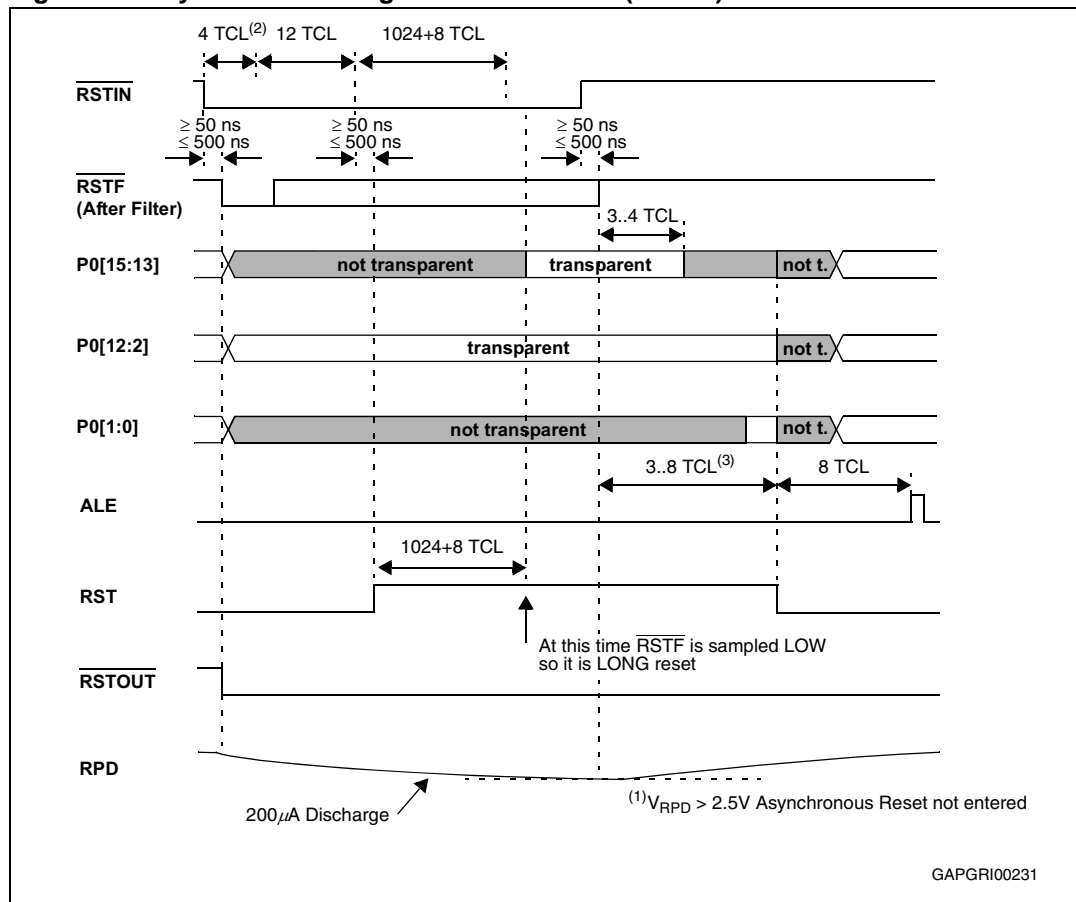 4 TCL(2) 12 TCL 1024+8 TCL
RSTIN
≥ 50 ns ≥ 50 ns ≥ 50 ns
≤ 500 ns ≤ 500 ns ≤ 500 ns
RSTF
(After Filter)
3..4 TCL
P0[15:13] not transparent transparent not t.
P0[12:2] transparent not t.
P0[1:0] not transparent not t.
3..8 TCL(3) 8 TCL
ALE
1024+8 TCL
RST
At this time RSTF is sampled LOW
so it is LONG reset
RSTOUT
RPD
200µA Discharge
(1)VRPD > 2.5V Asynchronous Reset not entered
GAPGRI00231